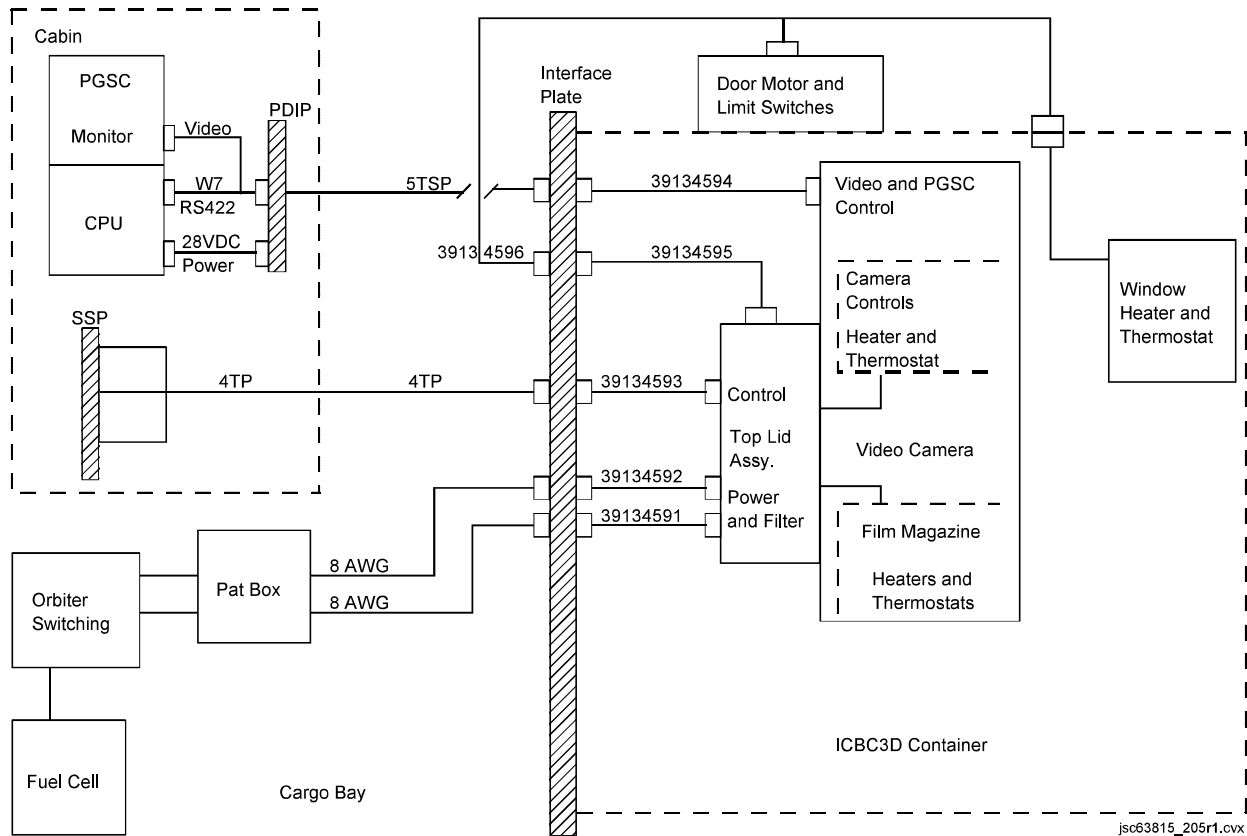 Cabin
PGSC
Monitor
Video
PDIP
W7
RS422
CPU
28VDC
Power
5TSP
39134596
Interface
Plate
Door Motor and
Limit Switches
39134594
Video and PGSC
Control
39134595
Camera
Controls
Heater and
Thermostat
Window
Heater and
Thermostat
SSP
4TP
4TP
39134593
Control
Top Lid
Assy.
Video Camera
39134592
Power
and Filter
39134591
Film Magazine
Heaters and
Thermostats
Orbiter
Switching
Pat Box
8 AWG
8 AWG
Fuel Cell
Cargo Bay
ICBC3D Container
jsc63815_205r1.cvx